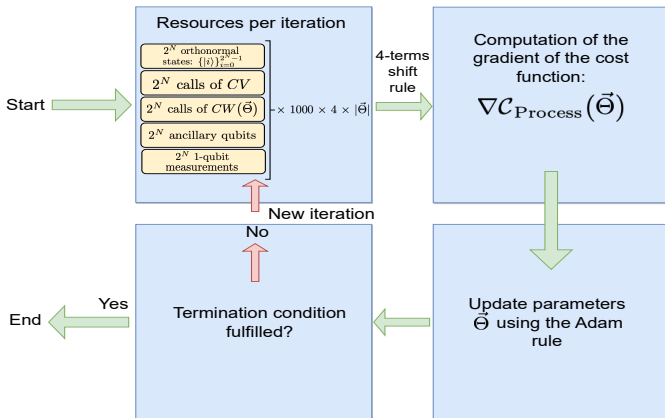 Resources per iteration
2^N orthonormal
states: {|i⟩}_{i=0}^{2^N−1}
2^N calls of CV
2^N calls of CW(Θ⃗)
2^N ancillary qubits
2^N 1-qubit
measurements
× 1000 × 4 × |Θ⃗|
Start
4-terms
shift
rule
Computation of the
gradient of the cost
function:
∇C_Process(Θ⃗)
New iteration
No
Update parameters
Θ⃗ using the Adam
rule
Termination condition
fulfilled?
Yes
End